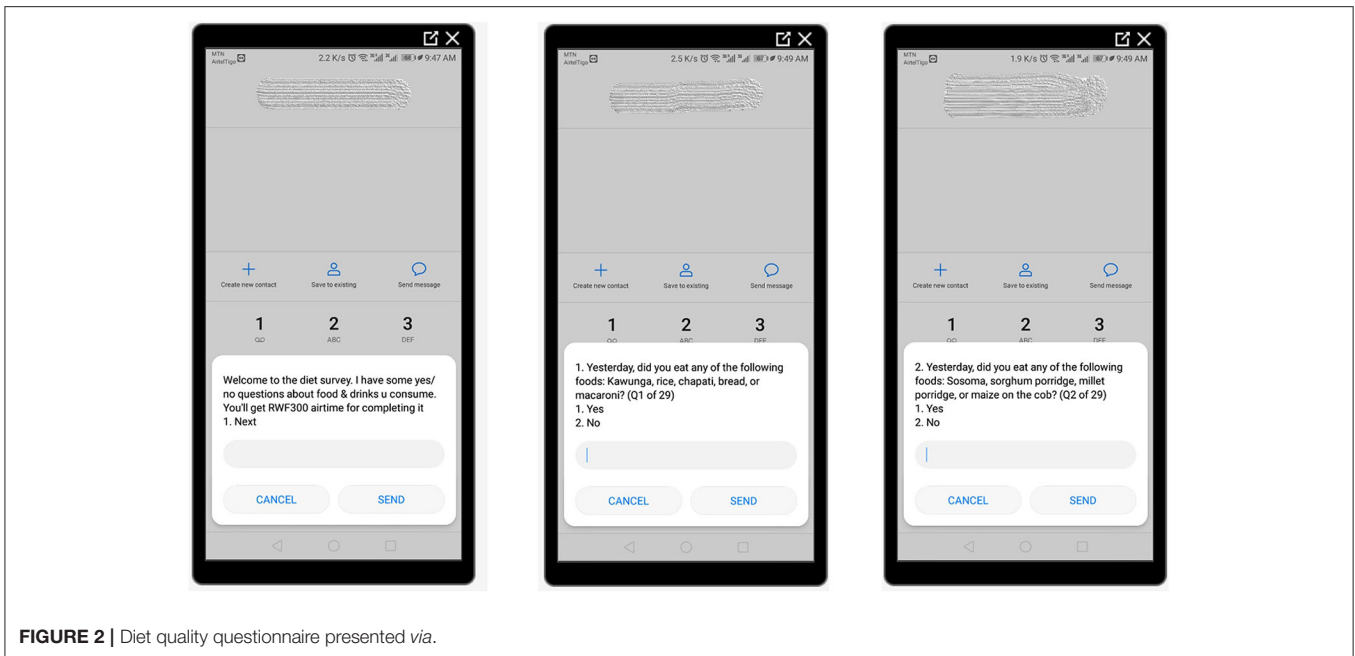 MTN
AirtelTigo
2.2 K/s
9:47 AM
Create new contact
Save to existing
Send message
1
2
3
ABC
DEF
Welcome to the diet survey. I have some yes/
no questions about food & drinks u consume.
You'll get RWF300 airtime for completing it
1. Next
CANCEL
SEND
MTN
AirtelTigo
2.5 K/s
9:49 AM
Create new contact
Save to existing
Send message
1
2
3
ABC
DEF
1. Yesterday, did you eat any of the following
foods: Kawunga, rice, chapati, bread, or
macaroni? (Q1 of 29)
1. Yes
2. No
CANCEL
SEND
MTN
AirtelTigo
1.9 K/s
9:49 AM
Create new contact
Save to existing
Send message
1
2
3
ABC
DEF
2. Yesterday, did you eat any of the following
foods: Sosoma, sorghum porridge, millet
porridge, or maize on the cob? (Q2 of 29)
1. Yes
2. No
CANCEL
SEND
FIGURE 2 | Diet quality questionnaire presented via.